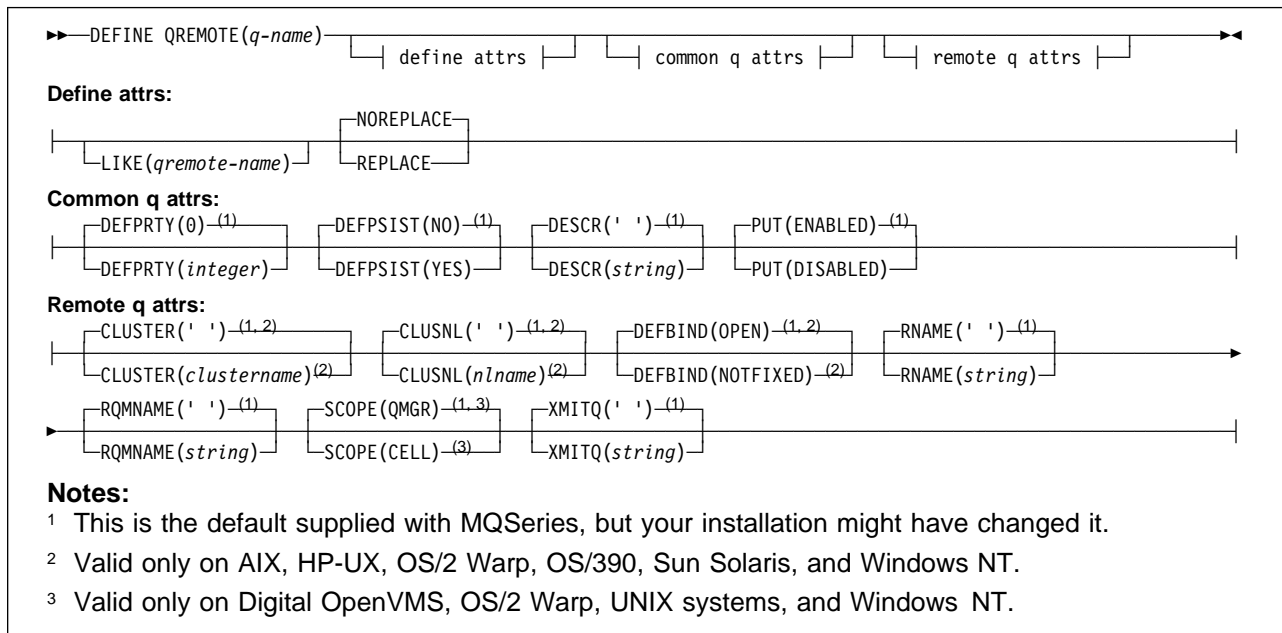 DEFINE QREMOTE(q-name)
define attrs common q attrs remote q attrs
Define attrs:
NOREPLACE
LIKE(qremote-name) REPLACE
Common q attrs:
DEFPRTY(0) (1) DEFPSIST(NO) (1) DESCR(' ') (1) PUT(ENABLED) (1)
DEFPRTY(integer) DEFPSIST(YES) DESCR(string) PUT(DISABLED)
Remote q attrs:
CLUSTER(' ') (1, 2) CLUSNL(' ') (1, 2) DEFBIND(OPEN) (1, 2) RNAME(' ') (1)
CLUSTER(clustername) (2) CLUSNL(nlname) (2) DEFBIND(NOTFIXED) (2) RNAME(string)
RQMNAME(' ') (1) SCOPE(QMGR) (1, 3) XMITQ(' ') (1)
RQMNAME(string) SCOPE(CELL) (3) XMITQ(string)
Notes:
1 This is the default supplied with MQSeries, but your installation might have changed it.
2 Valid only on AIX, HP-UX, OS/2 Warp, OS/390, Sun Solaris, and Windows NT.
3 Valid only on Digital OpenVMS, OS/2 Warp, UNIX systems, and Windows NT.